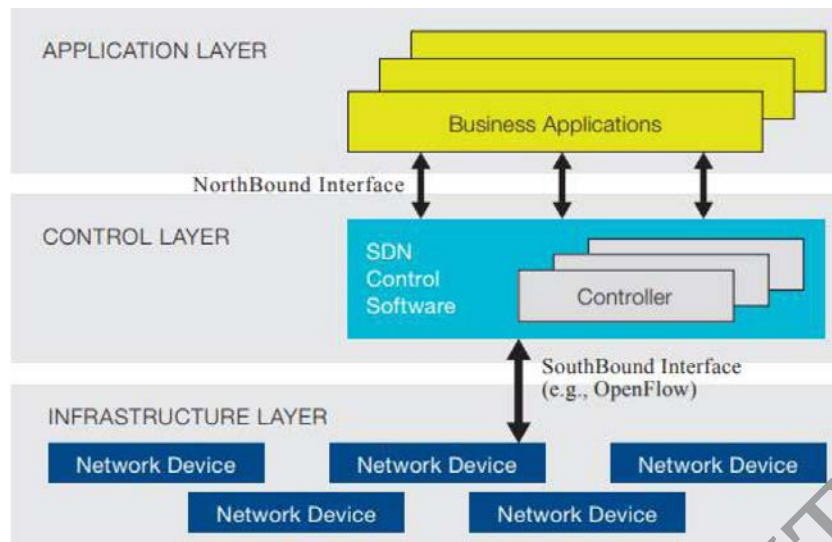 APPLICATION LAYER
Business Applications
NorthBound Interface
CONTROL LAYER
SDN
Control
Software
Controller
SouthBound Interface
(e.g., OpenFlow)
INFRASTRUCTURE LAYER
Network Device
Network Device
Network Device
Network Device
Network Device